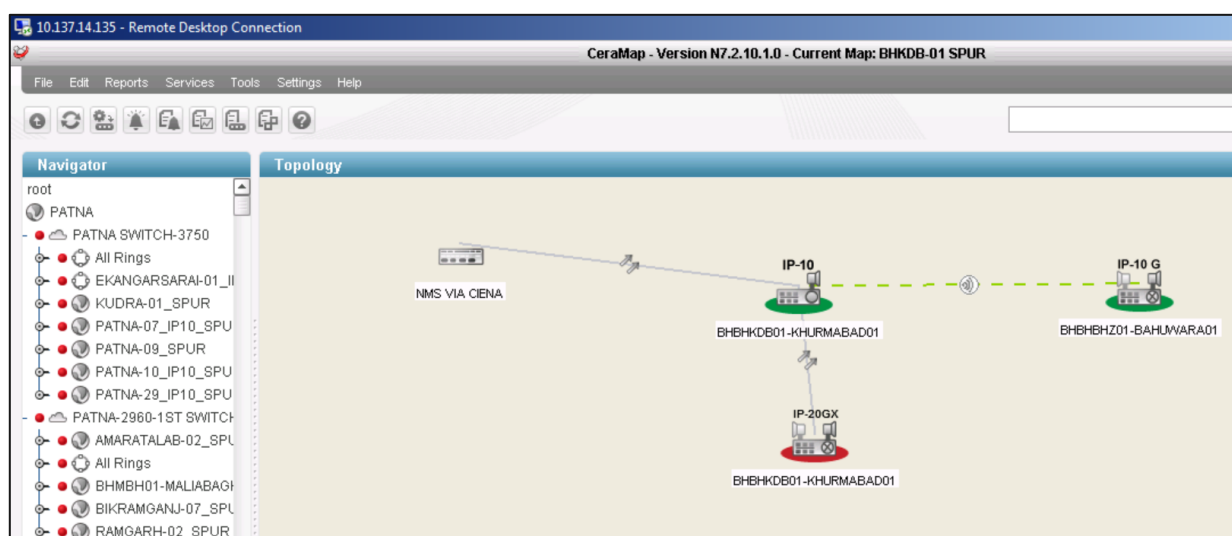 10.137.14.135 - Remote Desktop Connection
CeraMap - Version N7.2.10.1.0 - Current Map: BHKDB-01 SPUR
File Edit Reports Services Tools Settings Help
Navigator
root
PATNA
PATNA SWITCH-3750
All Rings
EKANGARSARAI-01_II
KUDRA-01_SPUR
PATNA-07_IP10_SPU
PATNA-09_SPUR
PATNA-10_IP10_SPU
PATNA-29_IP10_SPU
PATNA-2960-1ST SWITCH
AMARATALAB-02_SPU
All Rings
BHMBH01-MALIABAGH
BIKRAMGANJ-07_SPU
RAMGARH-02_SPUR
Topology
NMS VIA CIENA
IP-10
BHBHKDB01-KHURMABAD01
IP-10 G
BHBHBHZ01-BAHUWARA01
IP-20GX
BHBHKDB01-KHURMABAD01